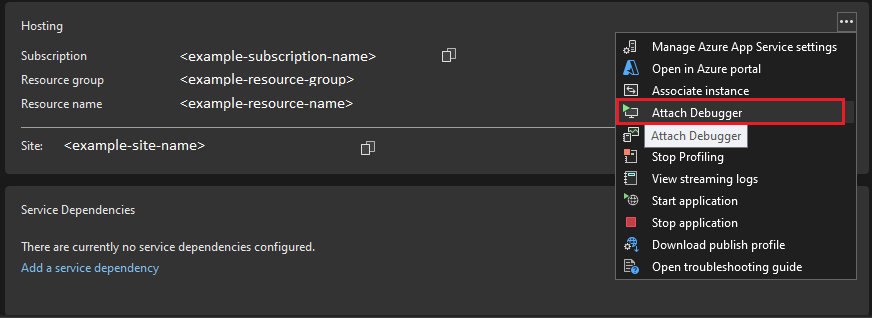 Hosting
Subscription <example-subscription-name>
Resource group <example-resource-group>
Resource name <example-resource-name>
Site: <example-site-name>
Service Dependencies
There are currently no service dependencies configured.
Add a service dependency
...
Manage Azure App Service settings
Open in Azure portal
Associate instance
Attach Debugger
Attach Debugger
Stop Profiling
View streaming logs
Start application
Stop application
Download publish profile
Open troubleshooting guide